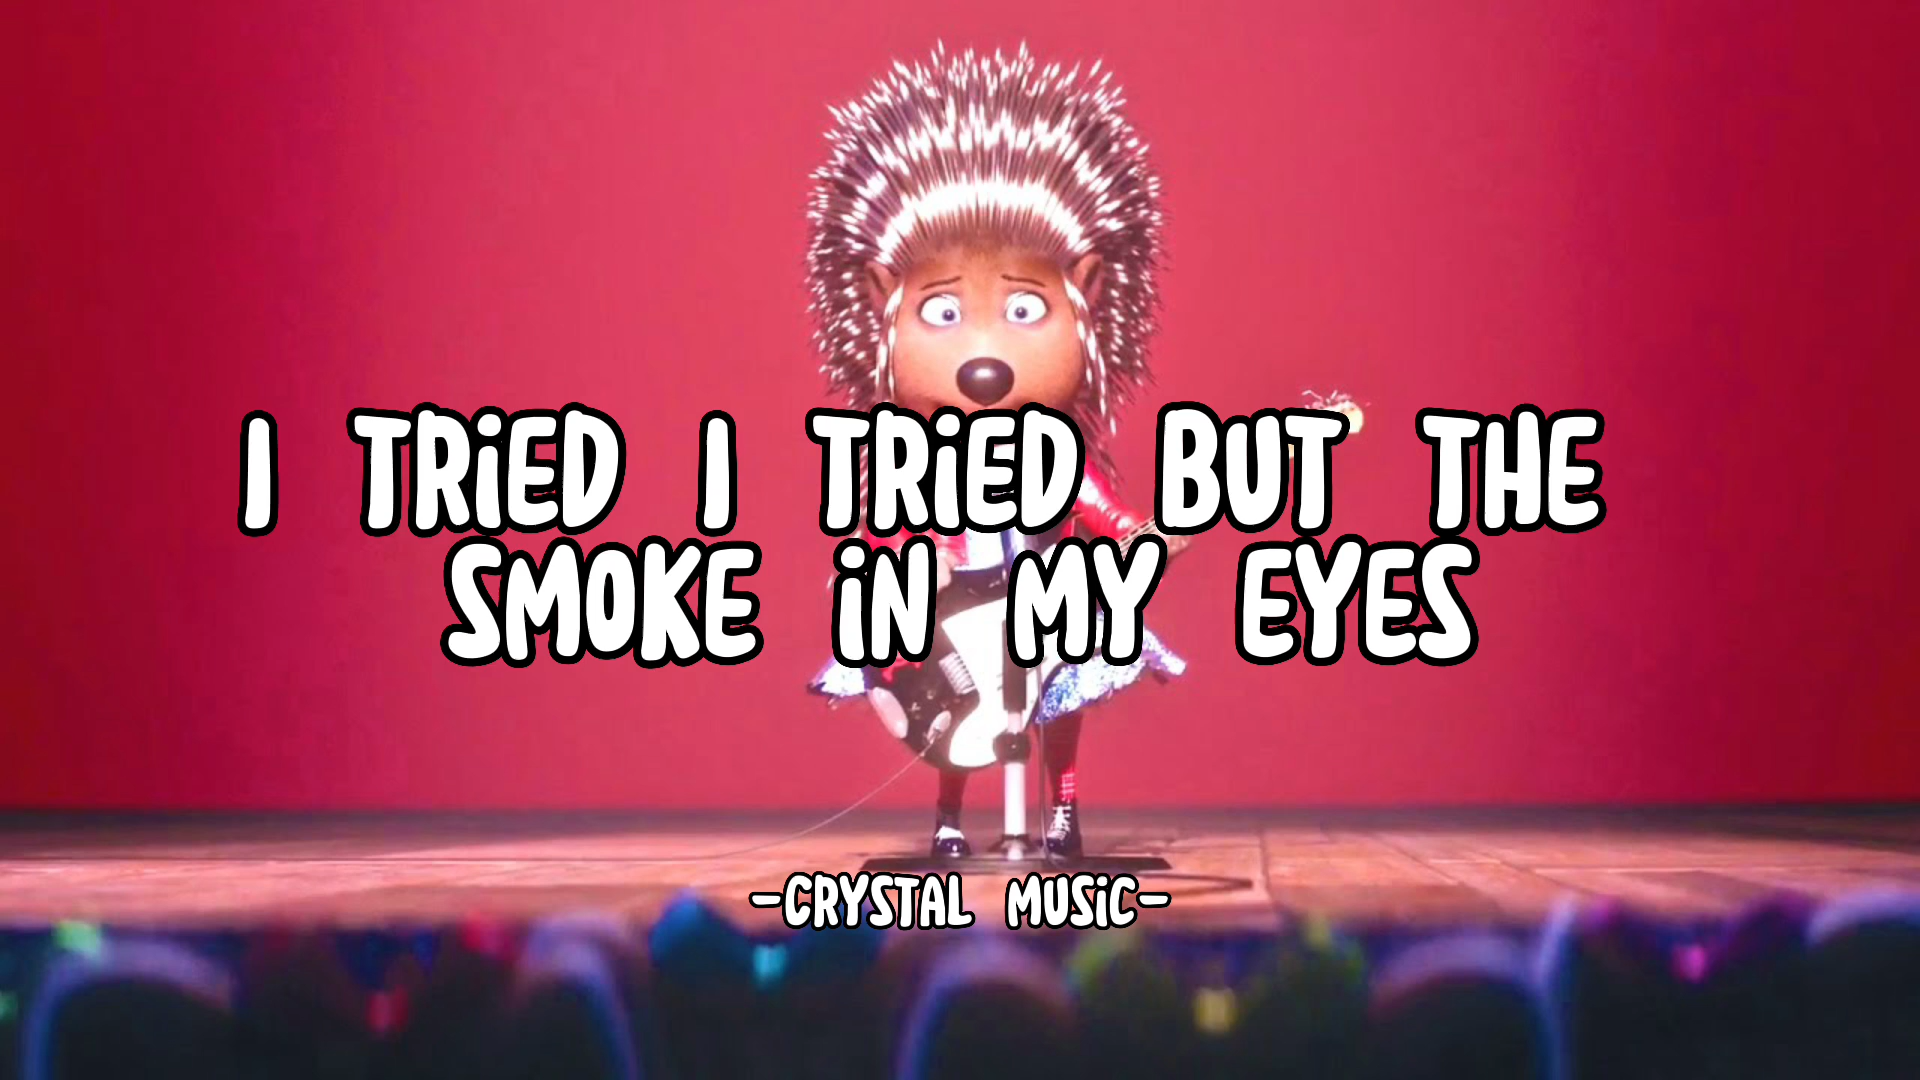 I TRiED I TRiED BUT THE
SMOKE iN MY EYES
-CRYSTAL MUSiC-